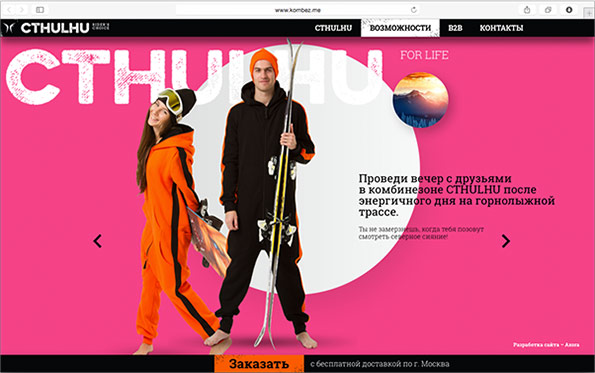 www.kombez.me
CTHULHU RIDER'S
CHOICE
CTHULHU ВОЗМОЖНОСТИ B2B КОНТАКТЫ
CTHULHU
FOR LIFE
Проведи вечер с друзьями
в комбинезоне CTHULHU после
энергичного дня на горнолыжной
трассе.
Ты не замерзнешь, когда тебя позовут
смотреть северное сияние!
Разработка сайта –
Заказать с бесплатной доставкой по г. Москва